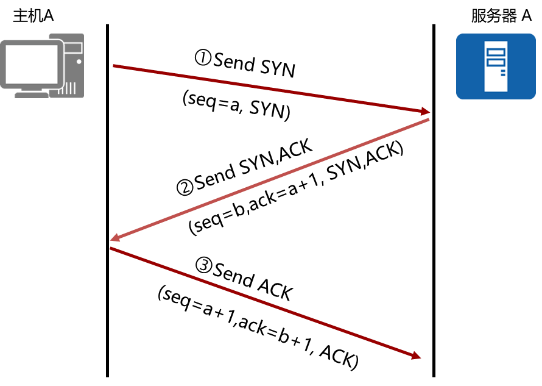 主机A
服务器 A
①Send SYN
(seq=a, SYN)
②Send SYN,ACK
(seq=b,ack=a+1, SYN,ACK)
③Send ACK
(seq=a+1,ack=b+1, ACK)